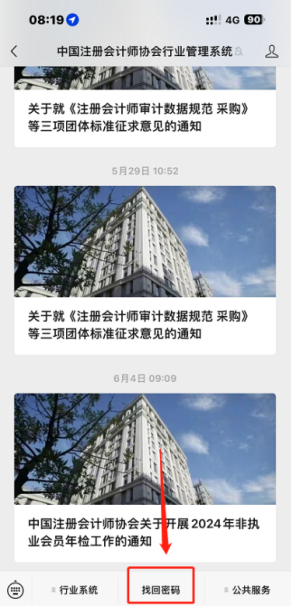 08:19
4G 90
中国注册会计师协会行业管理系统
关于就《注册会计师审计数据规范 采购》
等三项团体标准征求意见的通知
5月29日 10:52
关于就《注册会计师审计数据规范 采购》
等三项团体标准征求意见的通知
6月4日 09:09
中国注册会计师协会关于开展2024年非执
业会员年检工作的通知
行业系统
找回密码
公共服务